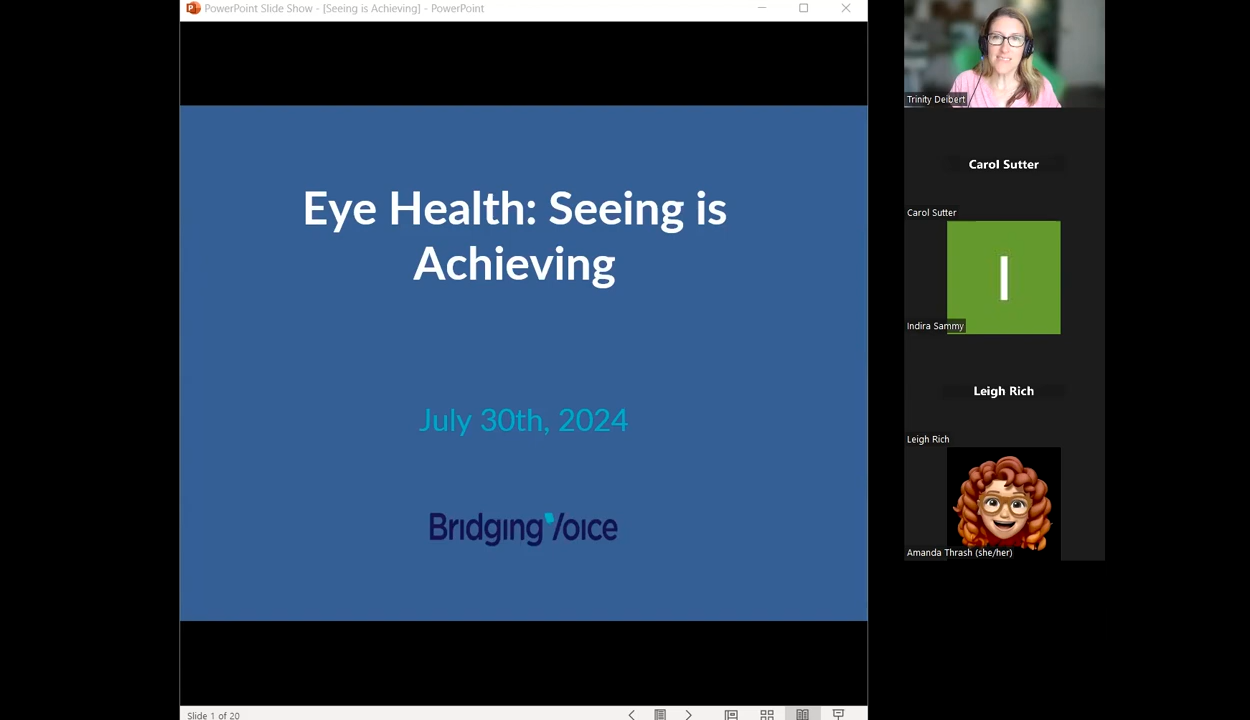 PowerPoint Slide Show - [Seeing is Achieving] - PowerPoint
Eye Health: Seeing is
Achieving
July 30th, 2024
BridgingVoice
Slide 1 of 20
Trinity Deibert
Carol Sutter
Carol Sutter
I
Indira Sammy
Leigh Rich
Leigh Rich
Amanda Thrash (she/her)